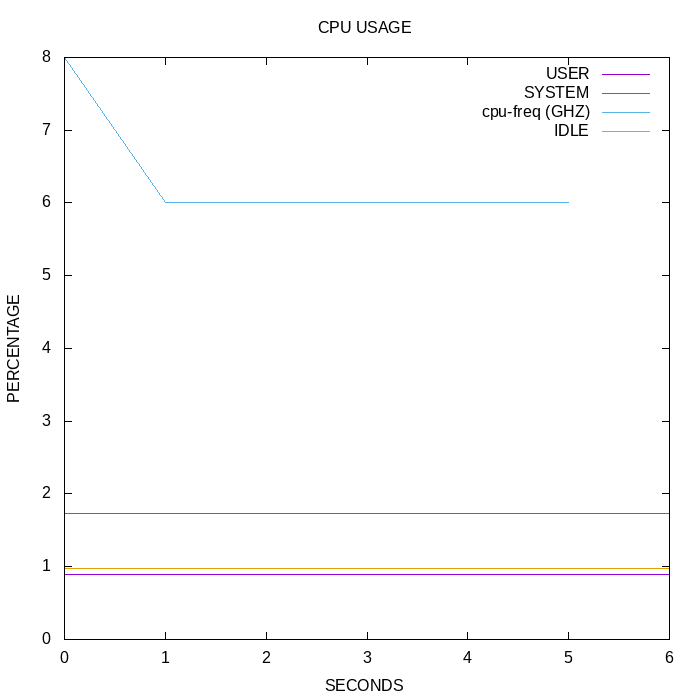 CPU USAGE
USER
SYSTEM
cpu-freq (GHZ)
IDLE
8
7
6
5
4
3
2
1
0
PERCENTAGE
0 1 2 3 4 5 6
SECONDS